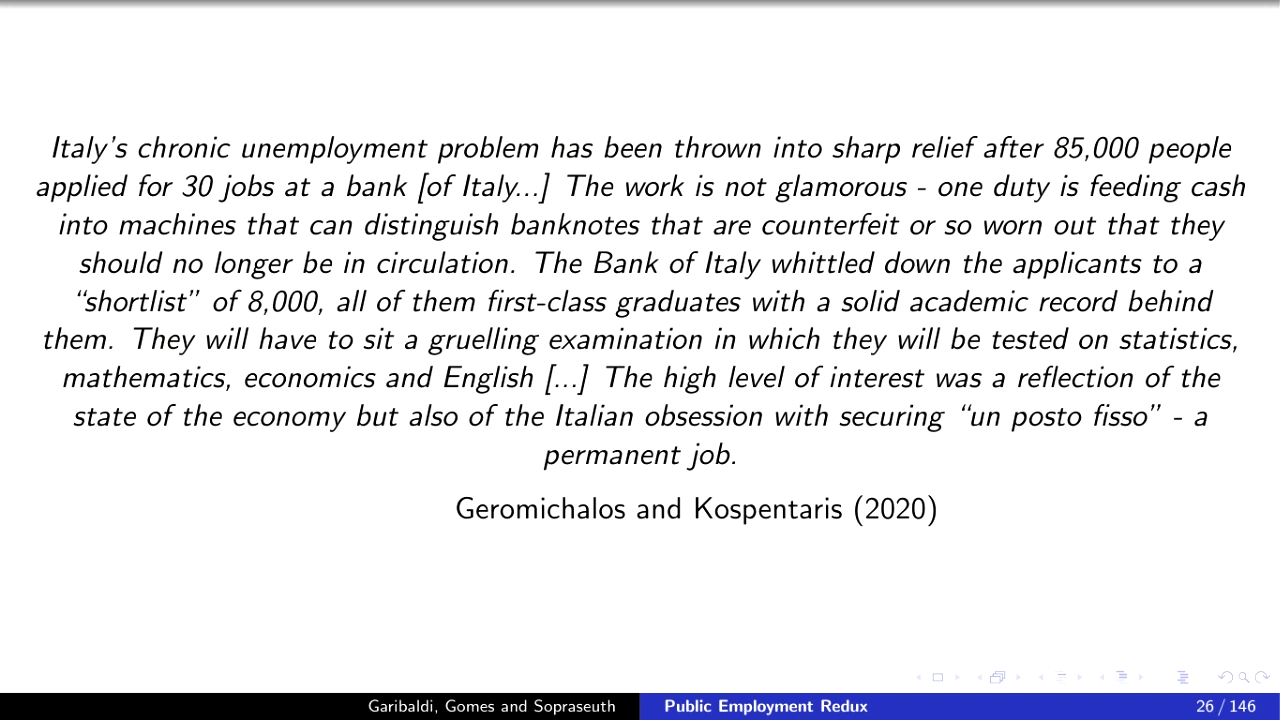 Italy's chronic unemployment problem has been thrown into sharp relief after 85,000 people
applied for 30 jobs at a bank [of Italy...] The work is not glamorous - one duty is feeding cash
into machines that can distinguish banknotes that are counterfeit or so worn out that they
should no longer be in circulation. The Bank of Italy whittled down the applicants to a
“shortlist” of 8,000, all of them first-class graduates with a solid academic record behind
them. They will have to sit a gruelling examination in which they will be tested on statistics,
mathematics, economics and English [...] The high level of interest was a reflection of the
state of the economy but also of the Italian obsession with securing “un posto fisso” - a
permanent job.
Geromichalos and Kospentaris (2020)
Garibaldi, Gomes and Sopraseuth
Public Employment Redux
26 / 146